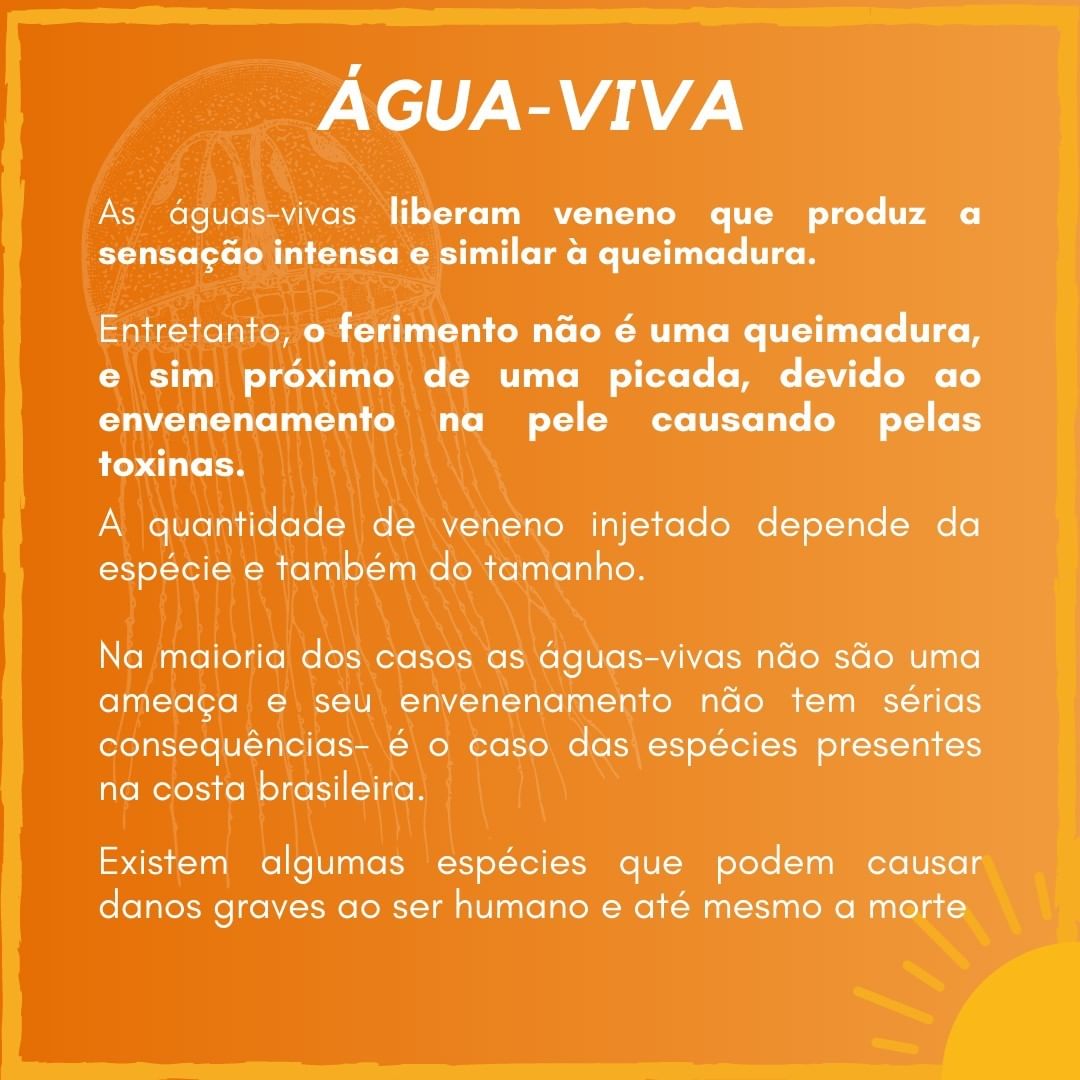 ÁGUA-VIVA
As águas-vivas liberam veneno que produz a
sensação intensa e similar à queimadura.
Entretanto, o ferimento não é uma queimadura,
e sim próximo de uma picada, devido ao
envenenamento na pele causando pelas
toxinas.
A quantidade de veneno injetado depende da
espécie e também do tamanho.
Na maioria dos casos as águas-vivas não são uma
ameaça e seu envenenamento não tem sérias
consequências- é o caso das espécies presentes
na costa brasileira.
Existem algumas espécies que podem causar
danos graves ao ser humano e até mesmo a morte